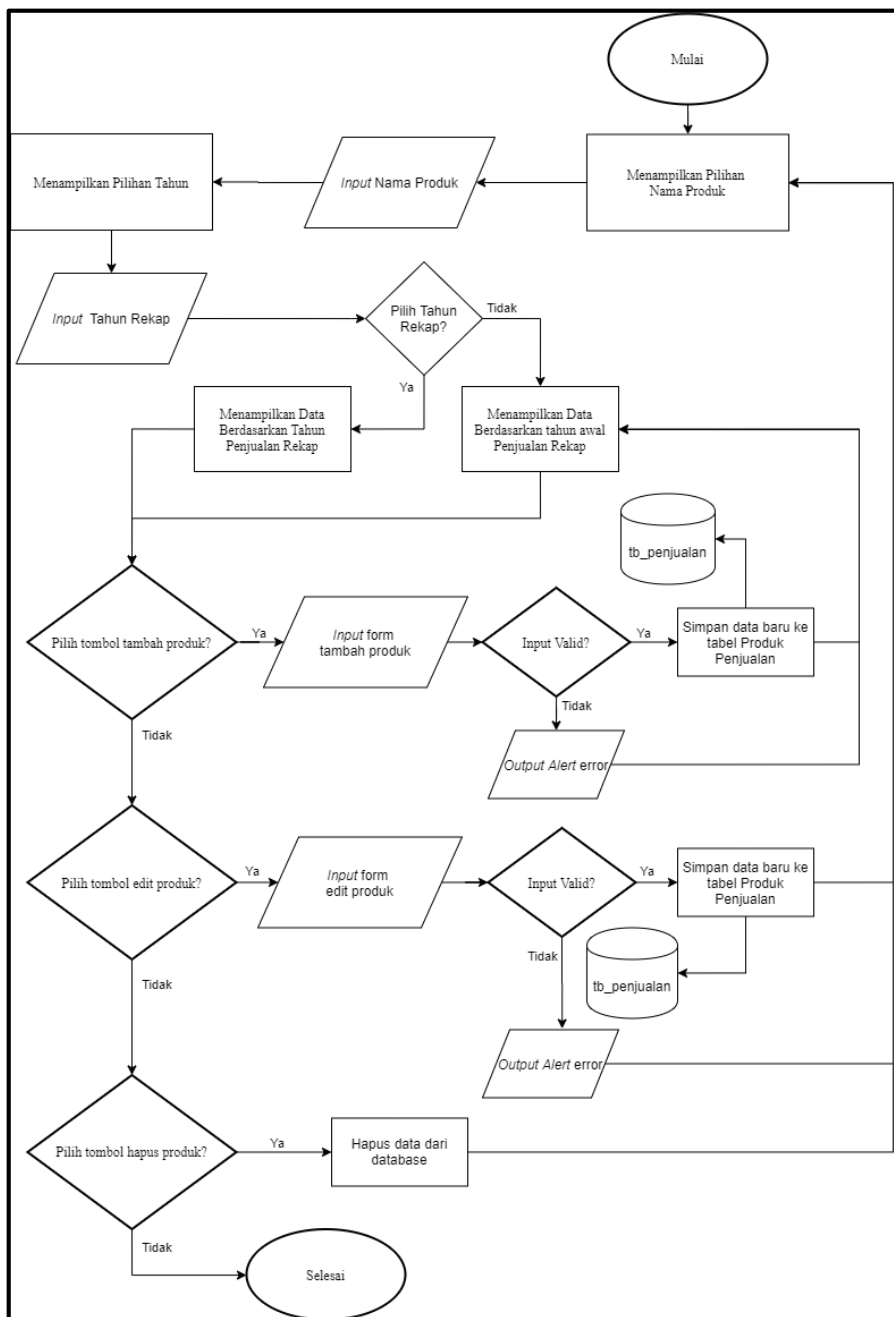 Mulai
Menampilkan Pilihan
Nama Produk
Input Nama Produk
Menampilkan Pilihan Tahun
Input Tahun Rekap
Pilih Tahun
Rekap?
Tidak
Ya
Menampilkan Data
Berdasarkan Tahun
Penjualan Rekap
Menampilkan Data
Berdasarkan tahun awal
Penjualan Rekap
tb_penjualan
Pilih tombol tambah produk?
Ya
Input form
tambah produk
Input Valid?
Ya
Simpan data baru ke
tabel Produk
Penjualan
Tidak
Tidak
Output Alert error
Pilih tombol edit produk?
Ya
Input form
edit produk
Input Valid?
Ya
Simpan data baru ke
tabel Produk
Penjualan
Tidak
Tidak
tb_penjualan
Output Alert error
Pilih tombol hapus produk?
Ya
Hapus data dari
database
Tidak
Selesai